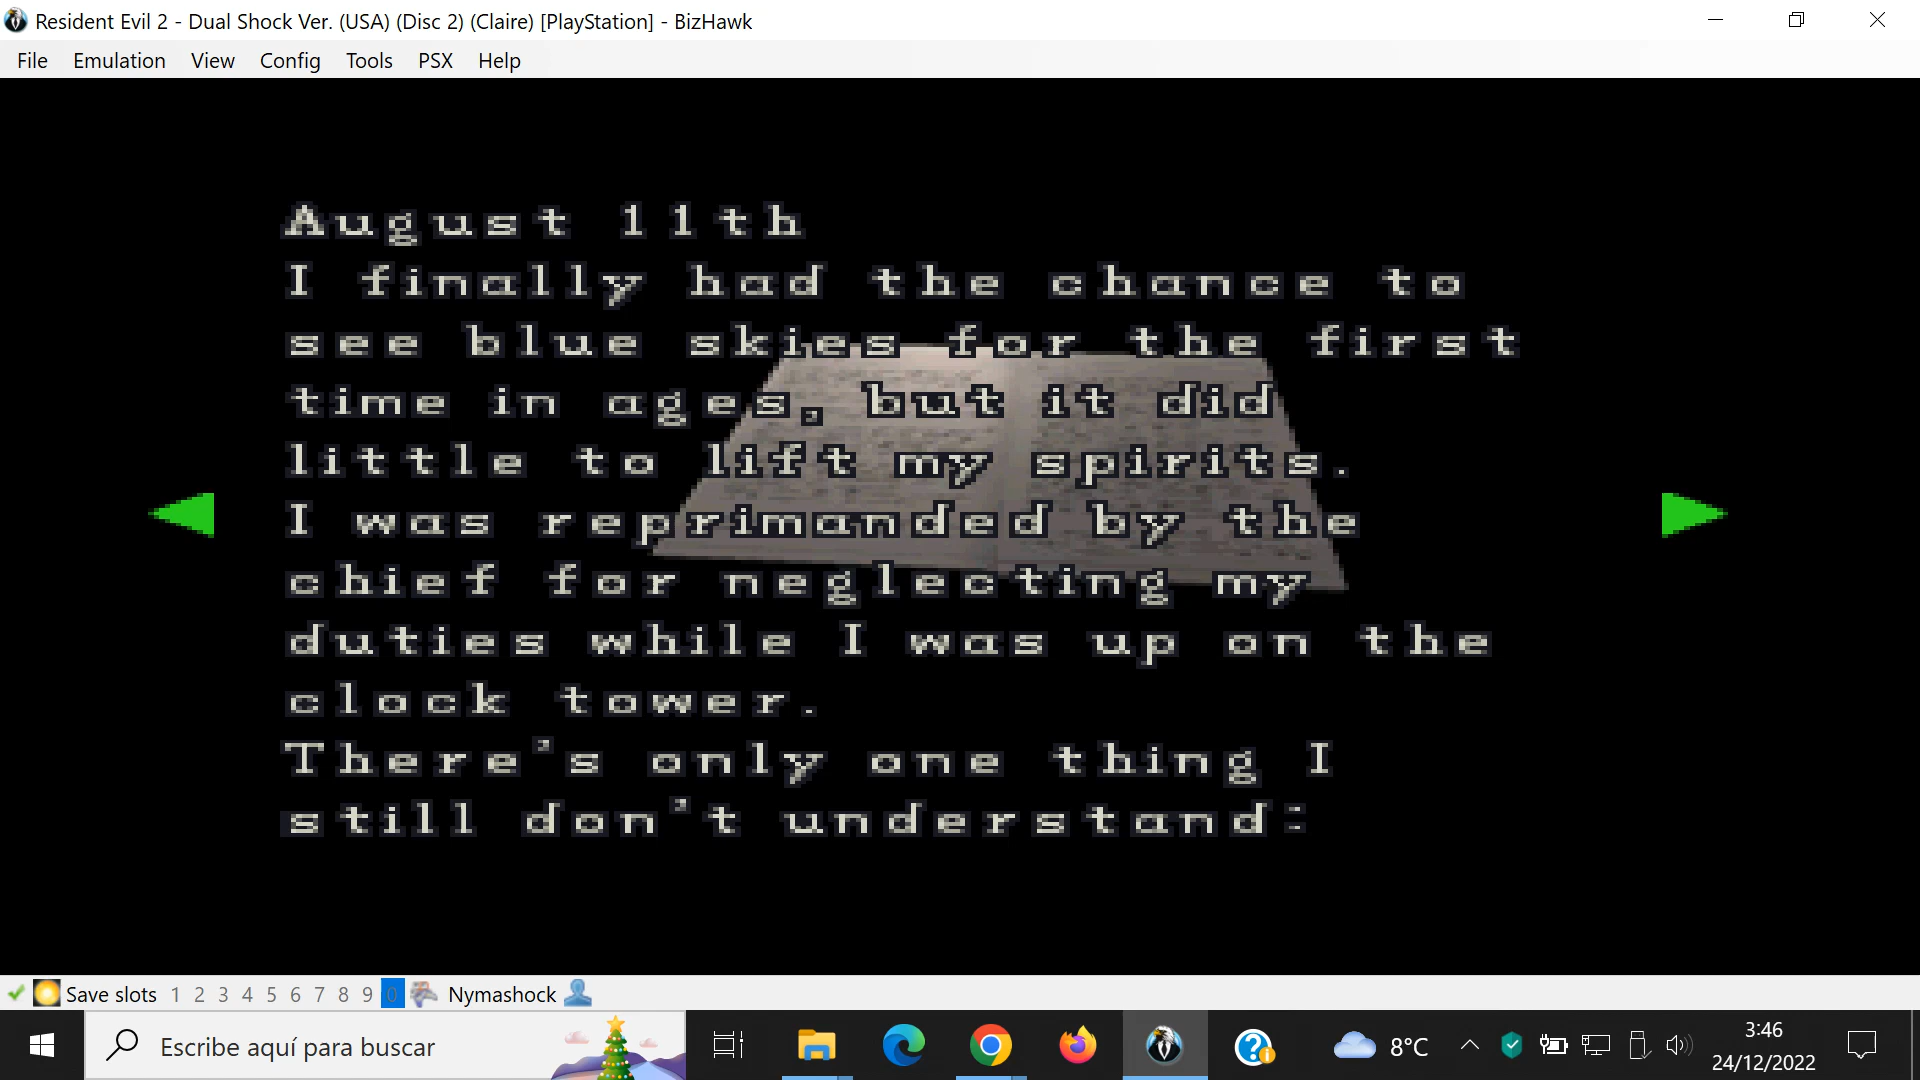 Resident Evil 2 - Dual Shock Ver. (USA) (Disc 2) (Claire) [PlayStation] - BizHawk
File Emulation View Config Tools PSX Help
August 11th
I finally had the chance to
see blue skies for the first
time in ages, but it did
little to lift my spirits.
I was reprimanded by the
chief for neglecting my
duties while I was up on the
clock tower.
There's only one thing I
still don't understand:
Save slots 1 2 3 4 5 6 7 8 9 0 Nymashock
Escribe aquí para buscar
8°C
3:46
24/12/2022